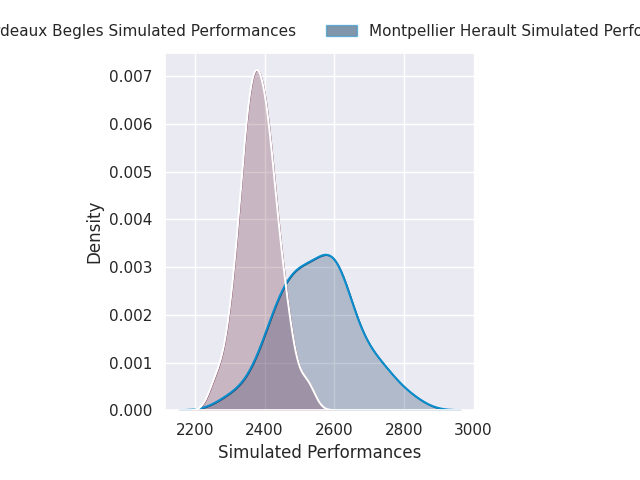 rdeaux Begles Simulated Performances
Montpellier Herault Simulated Perfo
0.007
0.006
0.005
0.004
0.003
0.002
0.001
0.000
Density
2200 2400 2600 2800 3000
Simulated Performances